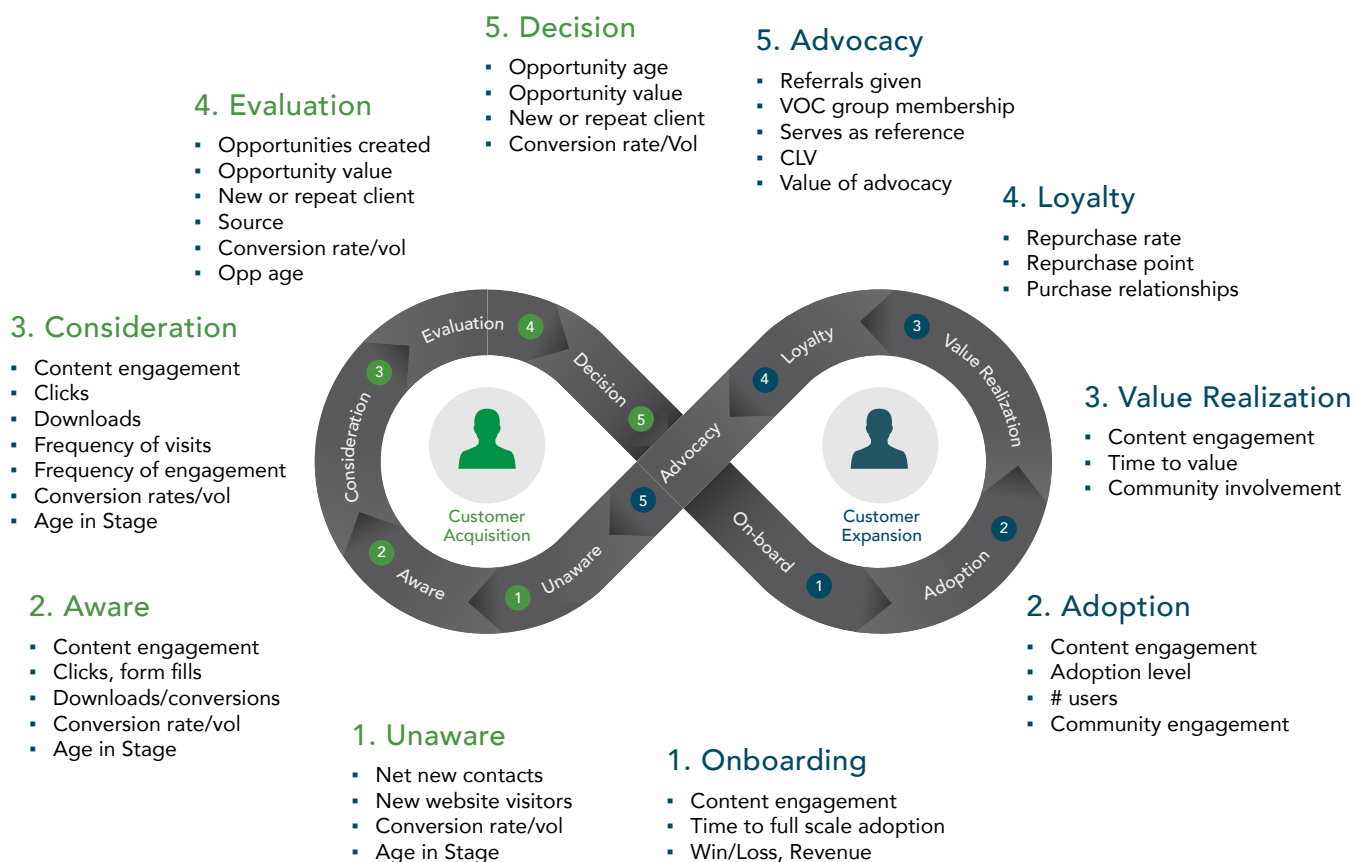 5. Decision
▪ Opportunity age
▪ Opportunity value
▪ New or repeat client
▪ Conversion rate/Vol
5. Advocacy
▪ Referrals given
▪ VOC group membership
▪ Serves as reference
▪ CLV
▪ Value of advocacy
4. Evaluation
▪ Opportunities created
▪ Opportunity value
▪ New or repeat client
▪ Source
▪ Conversion rate/vol
▪ Opp age
4. Loyalty
▪ Repurchase rate
▪ Repurchase point
▪ Purchase relationships
3. Consideration
▪ Content engagement
▪ Clicks
▪ Downloads
▪ Frequency of visits
▪ Frequency of engagement
▪ Conversion rates/vol
▪ Age in Stage
Evaluation
4
Decision
5
Consideration
3
Aware
2
Unaware
1
Customer
Acquisition
Advocacy
5
Loyalty
4
Value Realization
3
Adoption
2
On-board
1
Customer
Expansion
3. Value Realization
▪ Content engagement
▪ Time to value
▪ Community involvement
2. Aware
▪ Content engagement
▪ Clicks, form fills
▪ Downloads/conversions
▪ Conversion rate/vol
▪ Age in Stage
2. Adoption
▪ Content engagement
▪ Adoption level
▪ # users
▪ Community engagement
1. Unaware
▪ Net new contacts
▪ New website visitors
▪ Conversion rate/vol
▪ Age in Stage
1. Onboarding
▪ Content engagement
▪ Time to full scale adoption
▪ Win/Loss, Revenue